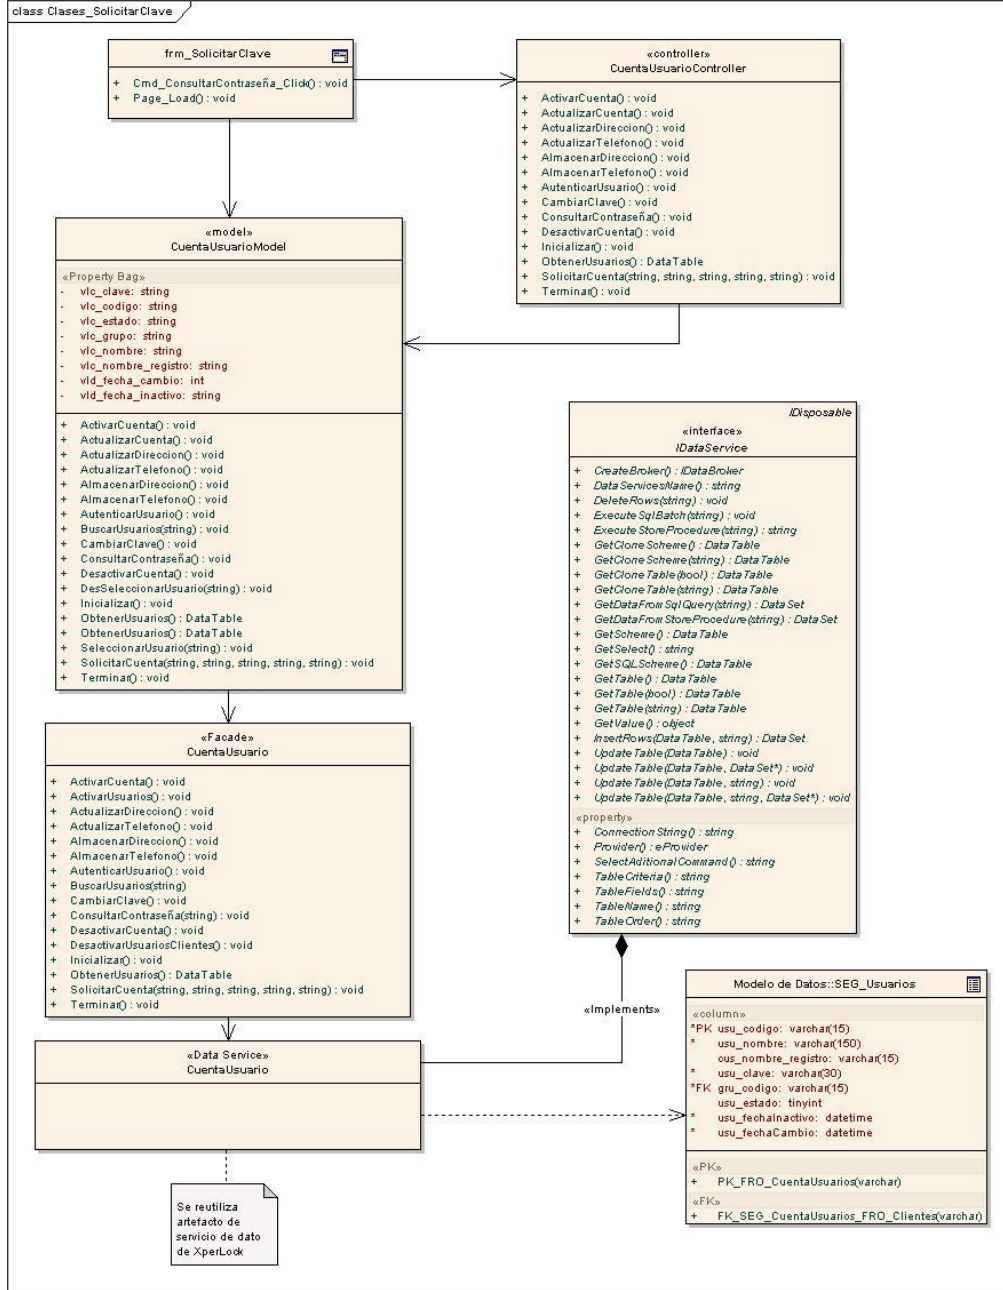 class Clases_SolicitarClave
frm_SolicitarClave
+ Cmd_ConsultarContraseña_Click() : void
+ Page_Load() : void
«controller»
CuentaUsuarioController
+ ActivarCuenta() : void
+ ActualizarCuenta() : void
+ ActualizarDireccion() : void
+ ActualizarTelefono() : void
+ AlmacenarDireccion() : void
+ AlmacenarTelefono() : void
+ AutenticarUsuario() : void
+ CambiarClave() : void
+ ConsultarContraseña() : void
+ DesactivarCuenta() : void
+ Inicializar() : void
+ ObtenerUsuarios() : DataTable
+ SolicitarCuenta(string, string, string, string, string) : void
+ Terminar() : void
«model»
CuentaUsuarioModel
«Property Bag»
- vlc_clave: string
- vlc_codigo: string
- vlc_estado: string
- vlc_grupo: string
- vlc_nombre: string
- vlc_nombre_registro: string
- vld_fecha_cambio: int
- vld_fecha_inactivo: string
+ ActivarCuenta() : void
+ ActualizarCuenta() : void
+ ActualizarDireccion() : void
+ ActualizarTelefono() : void
+ AlmacenarDireccion() : void
+ AlmacenarTelefono() : void
+ AutenticarUsuario() : void
+ BuscarUsuarios(string) : void
+ CambiarClave() : void
+ ConsultarContraseña() : void
+ DesactivarCuenta() : void
+ DesSeleccionarUsuario(string) : void
+ Inicializar() : void
+ ObtenerUsuarios() : DataTable
+ ObtenerUsuarios() : DataTable
+ SeleccionarUsuario(string) : void
+ SolicitarCuenta(string, string, string, string, string) : void
+ Terminar() : void
IDisposable
«interface»
IDataService
+ CreateBroker() : IDataBroker
+ DataServicesName() : string
+ DeleteRows(string) : void
+ ExecuteSqlBatch(string) : void
+ ExecuteStoreProcedure(string) : string
+ GetCloneScheme() : DataTable
+ GetCloneScheme(string) : DataTable
+ GetCloneTable(bool) : DataTable
+ GetCloneTable(string) : DataTable
+ GetDataFromSqlQuery(string) : DataSet
+ GetDataFromStoreProcedure(string) : DataSet
+ GetScheme() : DataTable
+ GetSelect() : string
+ GetSQLScheme() : DataTable
+ GetTable() : DataTable
+ GetTable(bool) : DataTable
+ GetTable(string) : DataTable
+ GetValue() : object
+ InsertRows(DataTable, string) : DataSet
+ UpdateTable(DataTable) : void
+ UpdateTable(DataTable, DataSet*) : void
+ UpdateTable(DataTable, string) : void
+ UpdateTable(DataTable, string, DataSet*) : void
«property»
+ ConnectionString() : string
+ Provider() : eProvider
+ SelectAditionalCommand() : string
+ TableCriteria() : string
+ TableFields() : string
+ TableName() : string
+ TableOrder() : string
«Facade»
CuentaUsuario
+ ActivarCuenta() : void
+ ActivarUsuarios() : void
+ ActualizarDireccion() : void
+ ActualizarTelefono() : void
+ AlmacenarDireccion() : void
+ AlmacenarTelefono() : void
+ AutenticarUsuario() : void
+ BuscarUsuarios(string)
+ CambiarClave() : void
+ ConsultarContraseña(string) : void
+ DesactivarCuenta() : void
+ DesactivarUsuariosClientes() : void
+ Inicializar() : void
+ ObtenerUsuarios() : DataTable
+ SolicitarCuenta(string, string, string, string, string) : void
+ Terminar() : void
«Implements»
«Data Service»
CuentaUsuario
Modelo de Datos::SEG_Usuarios
«column»
*PK usu_codigo: varchar(15)
* usu_nombre: varchar(150)
cus_nombre_registro: varchar(15)
* usu_clave: varchar(30)
*FK gru_codigo: varchar(15)
usu_estado: tinyint
* usu_fechaInactivo: datetime
* usu_fechaCambio: datetime
«PK»
+ PK_FRO_CuentaUsuarios(varchar)
«FK»
+ FK_SEG_CuentaUsuarios_FRO_Clientes(varchar)
Se reutiliza
artefacto de
servicio de dato
de XperLock